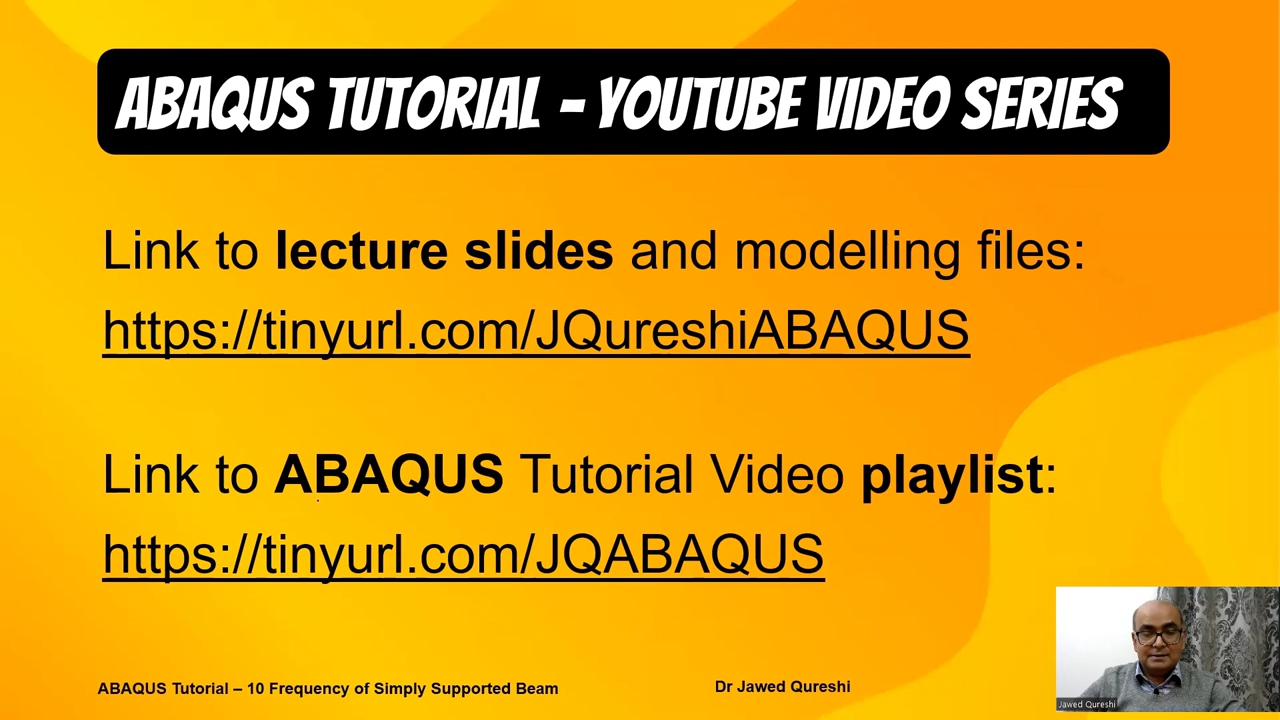 ABAQUS TUTORIAL - YOUTUBE VIDEO SERIES
Link to lecture slides and modelling files:
https://tinyurl.com/JQureshiABAQUS
Link to ABAQUS Tutorial Video playlist:
https://tinyurl.com/JQABAQUS
ABAQUS Tutorial – 10 Frequency of Simply Supported Beam
Dr Jawed Qureshi
Jawed Qureshi